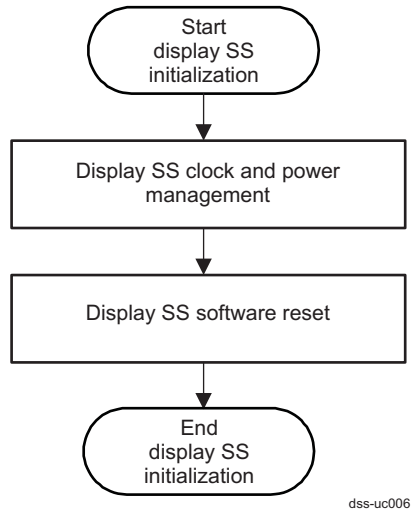 Start
display SS
initialization
Display SS clock and power
management
Display SS software reset
End
display SS
initialization
dss-uc006